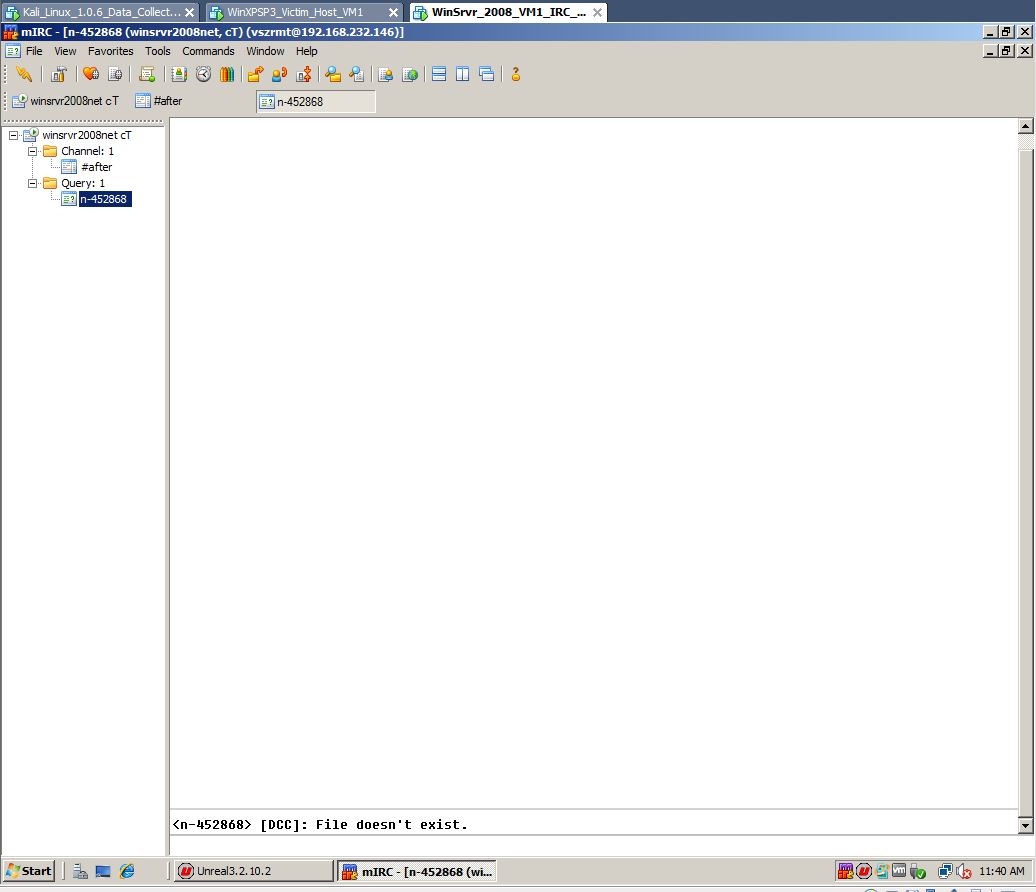 Kali_Linux_1.0.6_Data_Collect... WinXPSP3_Victim_Host_VM1 WinSrvr_2008_VM1_IRC_...
mIRC - [n-452868 (winsrvr2008net, cT) (vszrmt@192.168.232.146)]
File View Favorites Tools Commands Window Help
winsrvr2008net cT #after n-452868
winsrvr2008net cT
Channel: 1
#after
Query: 1
n-452868
<n-452868> [DCC]: File doesn't exist.
Start Unreal3.2.10.2 mIRC - [n-452868 (wi... 11:40 AM